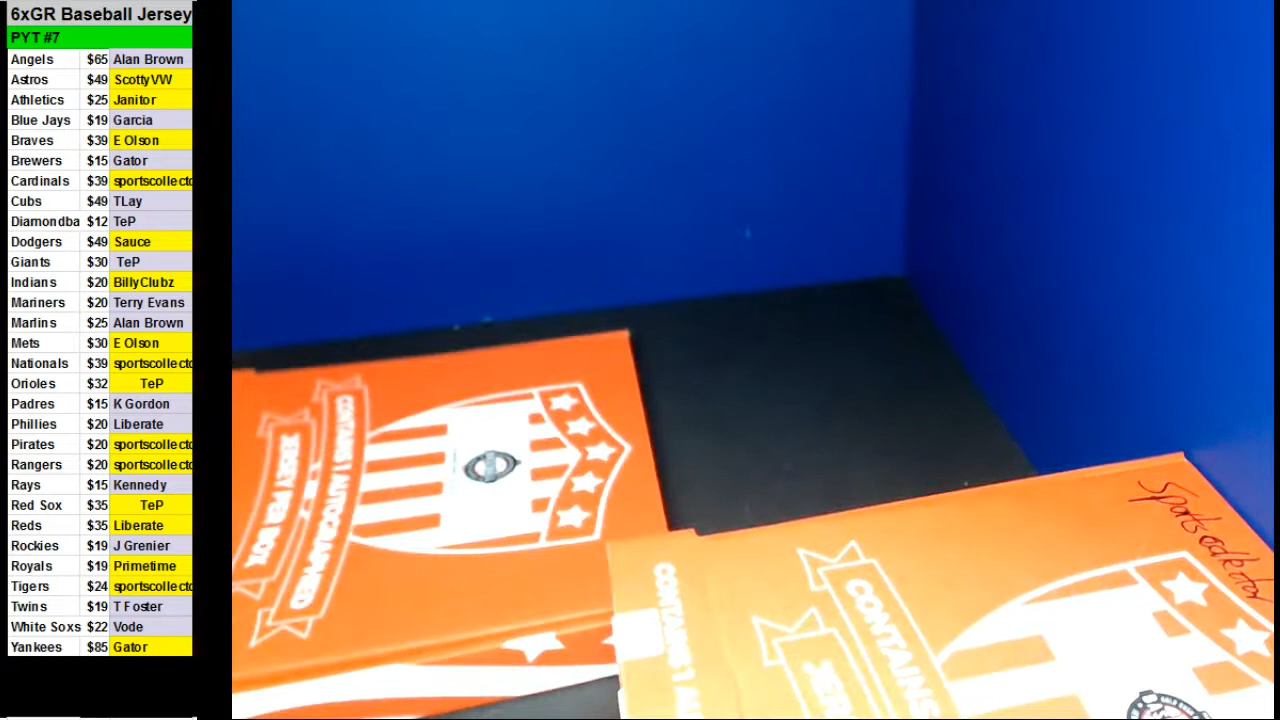 6xGR Baseball Jersey
PYT #7
Angels $65 Alan Brown
Astros $49 ScottyVW
Athletics $25 Janitor
Blue Jays $19 Garcia
Braves $39 E Olson
Brewers $15 Gator
Cardinals $39 sportscollecto
Cubs $49 TLay
Diamondba $12 TeP
Dodgers $49 Sauce
Giants $30 TeP
Indians $20 BillyClubz
Mariners $20 Terry Evans
Marlins $25 Alan Brown
Mets $30 E Olson
Nationals $39 sportscollecto
Orioles $32 TeP
Padres $15 K Gordon
Phillies $20 Liberate
Pirates $20 sportscollecto
Rangers $20 sportscollecto
Rays $15 Kennedy
Red Sox $35 TeP
Reds $35 Liberate
Rockies $19 J Grenier
Royals $19 Primetime
Tigers $24 sportscollecto
Twins $19 T Foster
White Soxs $22 Vode
Yankees $85 Gator
CONTAINS 1 AUTOGRAPHED
JERSEY PER BOX
Sportscollector
CONTAINS
JER
CONTAINS 1 A